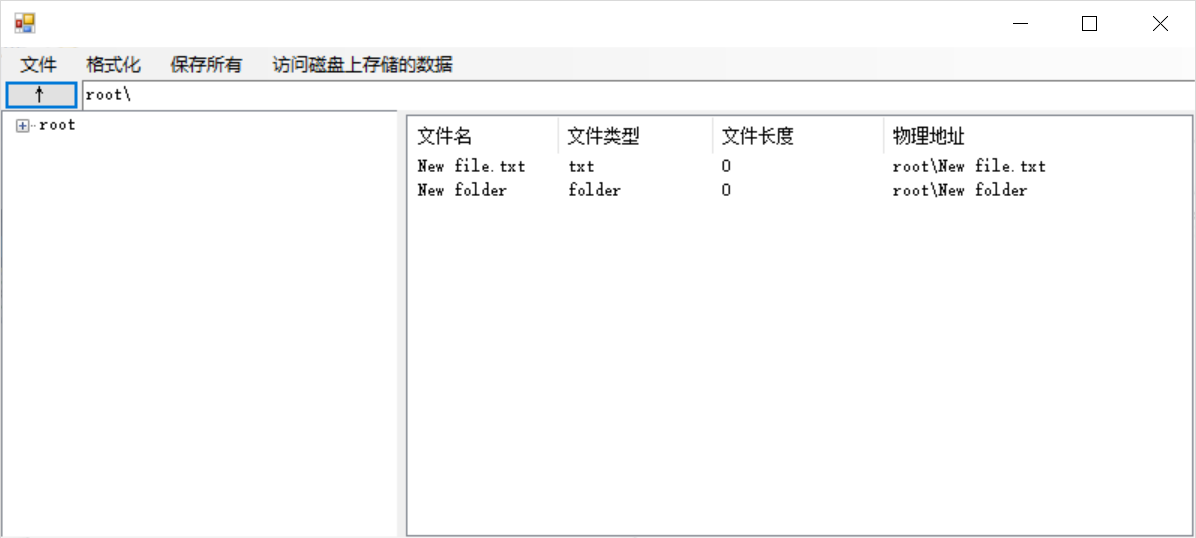 文件 格式化 保存所有 访问磁盘上存储的数据
↑ root\
root
文件名 文件类型 文件长度 物理地址
New file.txt txt 0 root\New file.txt
New folder folder 0 root\New folder